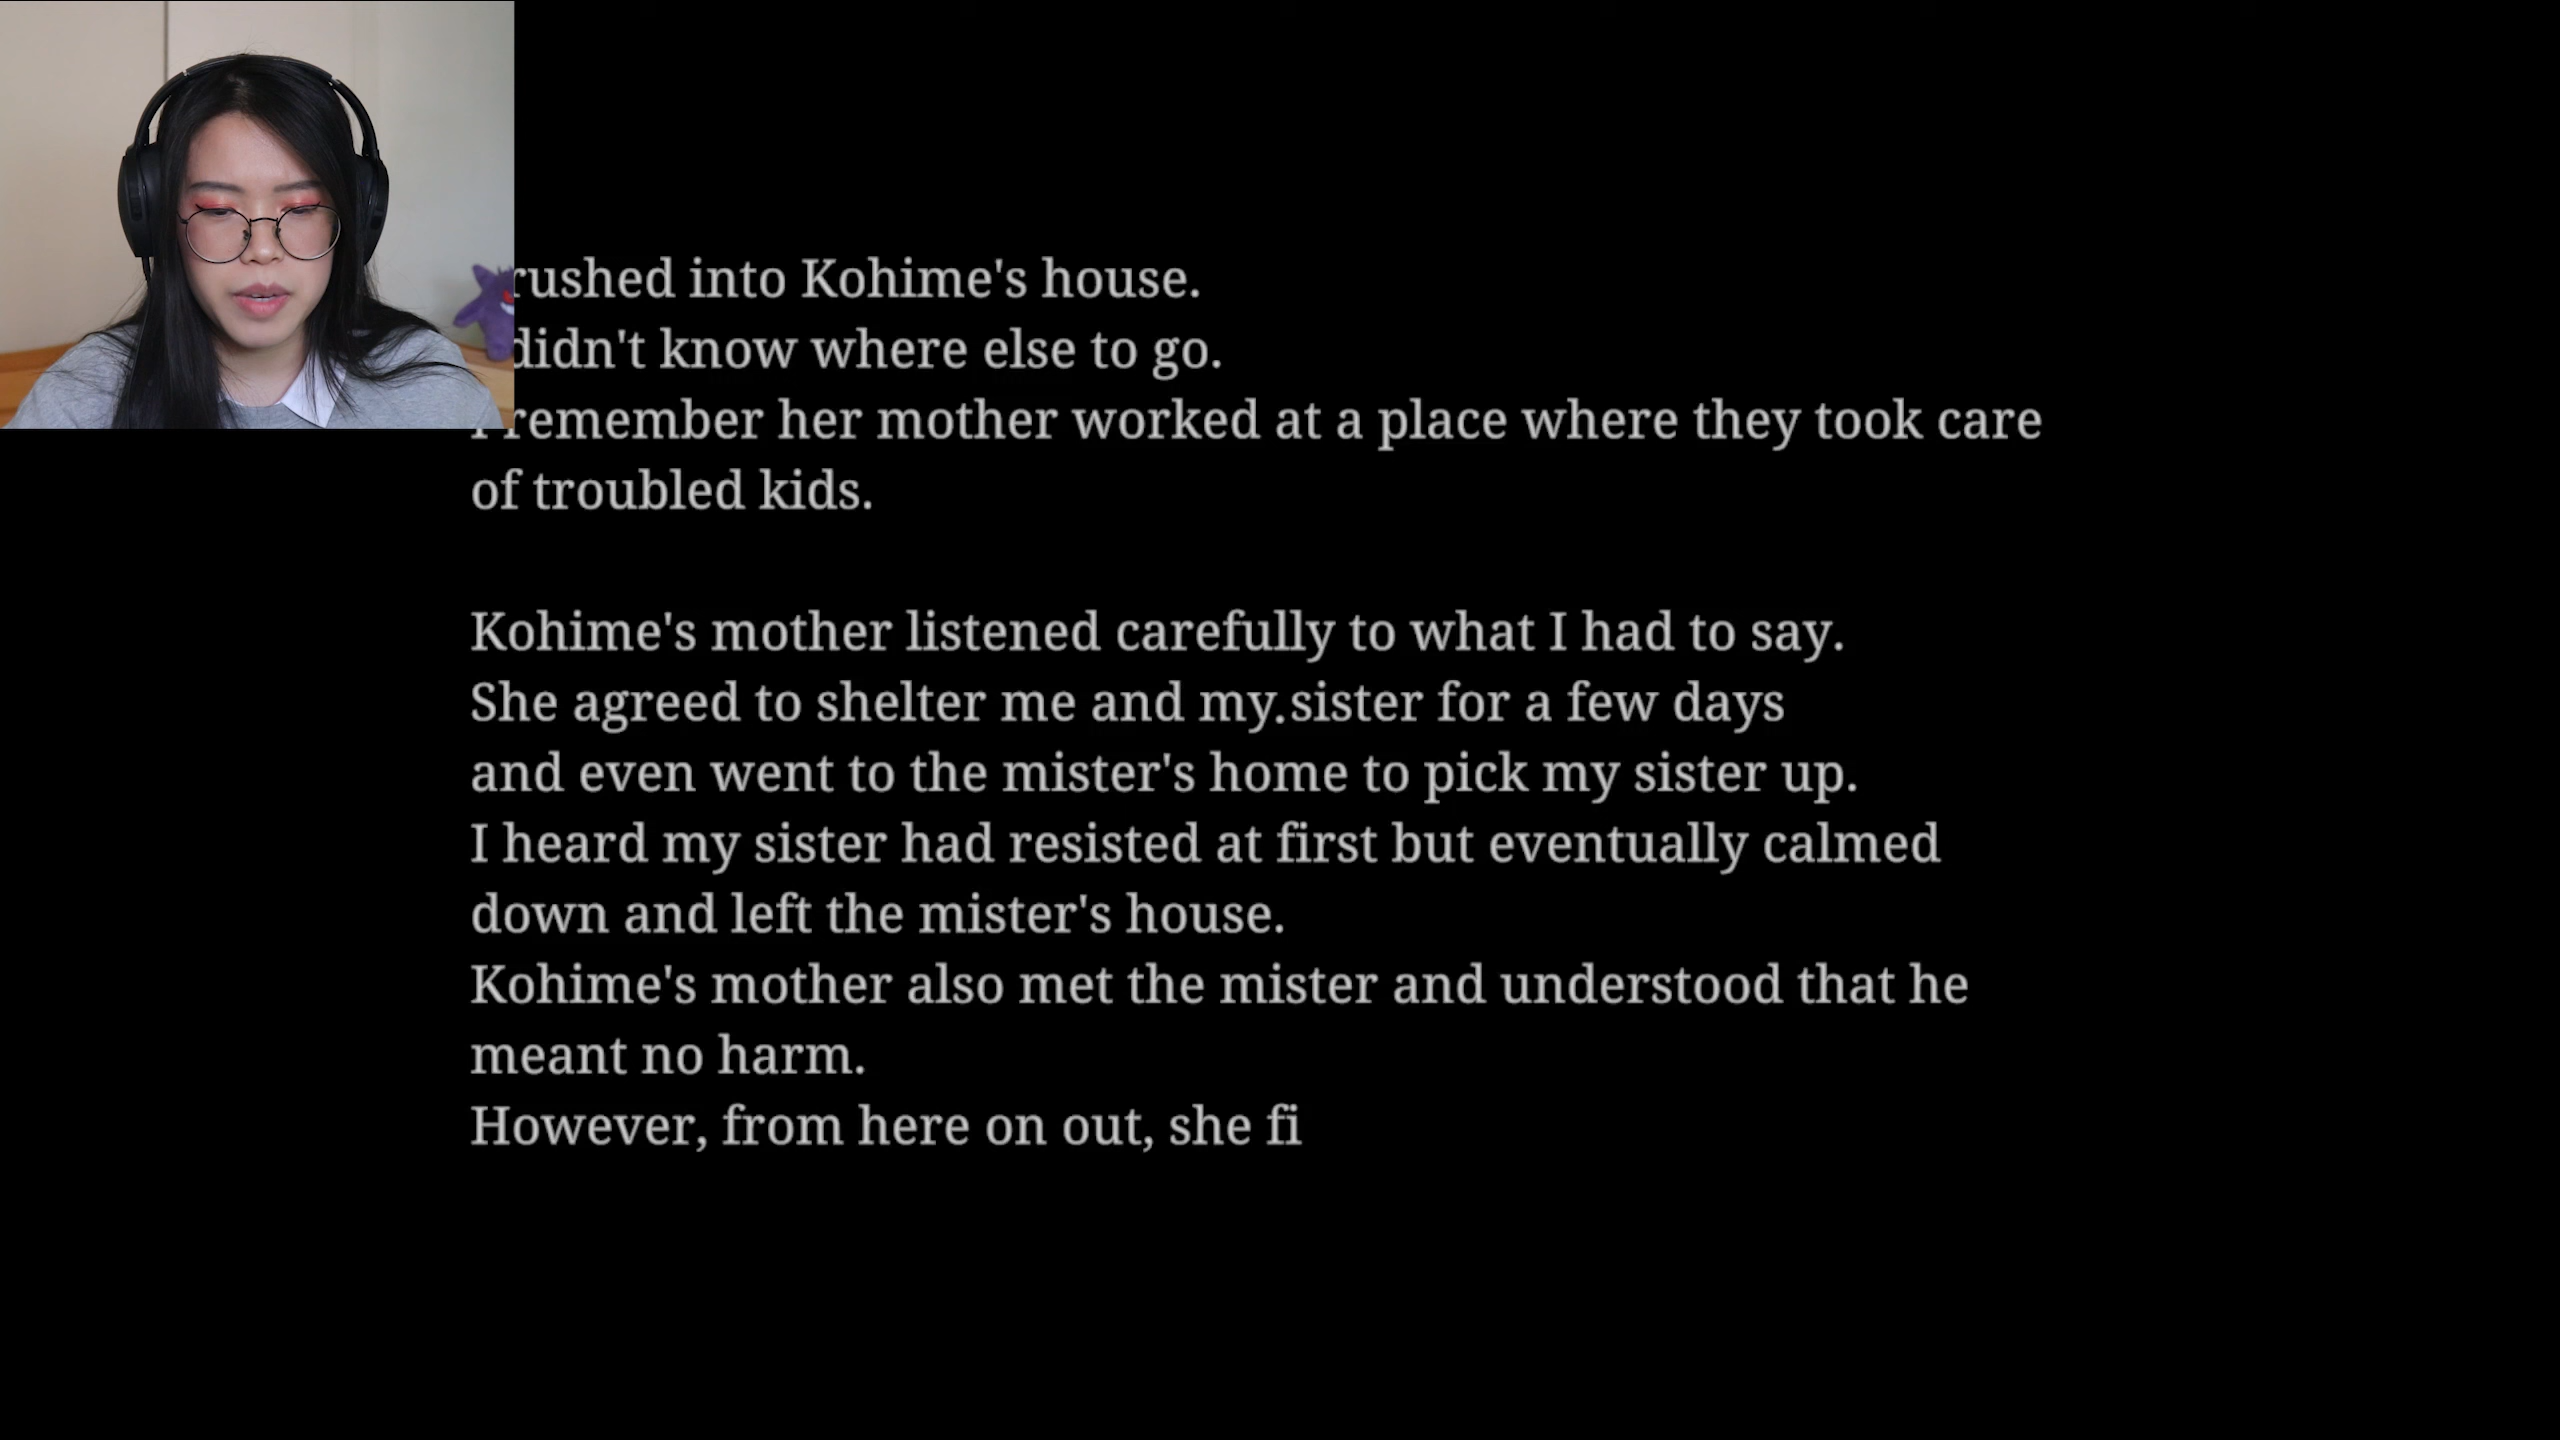 rushed into Kohime's house.
didn't know where else to go.
I remember her mother worked at a place where they took care
of troubled kids.
Kohime's mother listened carefully to what I had to say.
She agreed to shelter me and my.sister for a few days
and even went to the mister's home to pick my sister up.
I heard my sister had resisted at first but eventually calmed
down and left the mister's house.
Kohime's mother also met the mister and understood that he
meant no harm.
However, from here on out, she fi